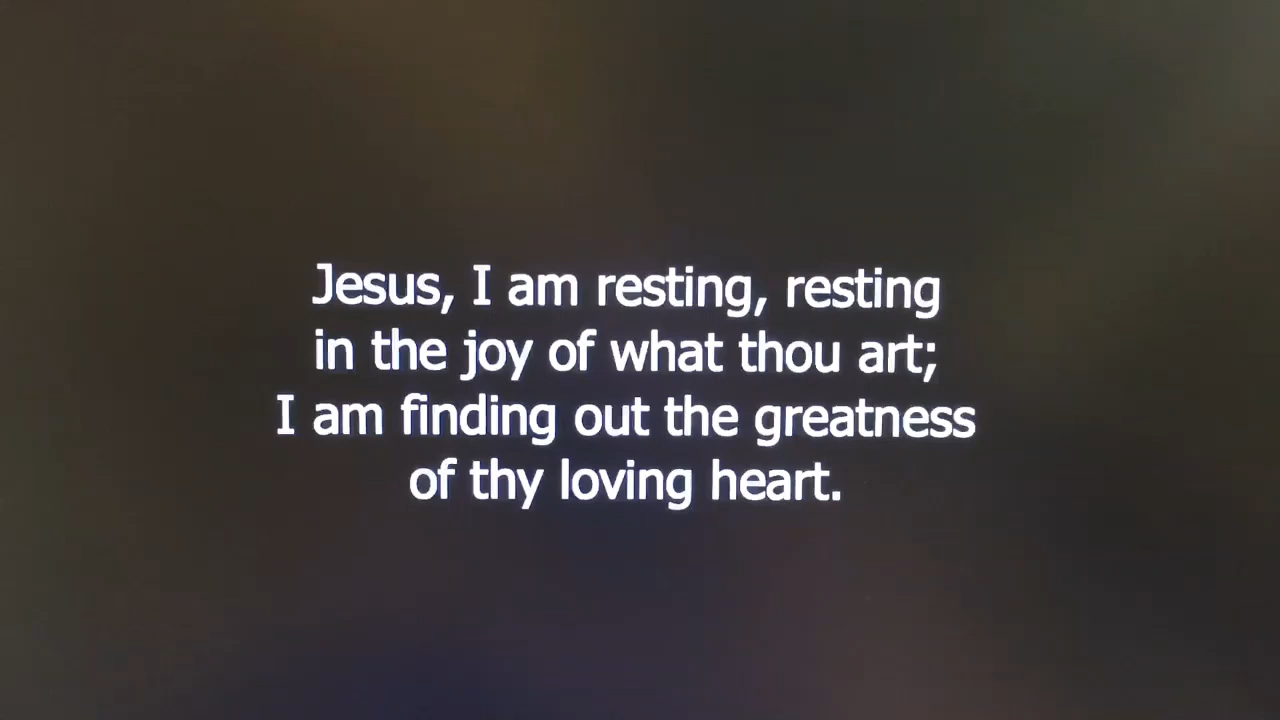 Jesus, I am resting, resting
in the joy of what thou art;
I am finding out the greatness
of thy loving heart.